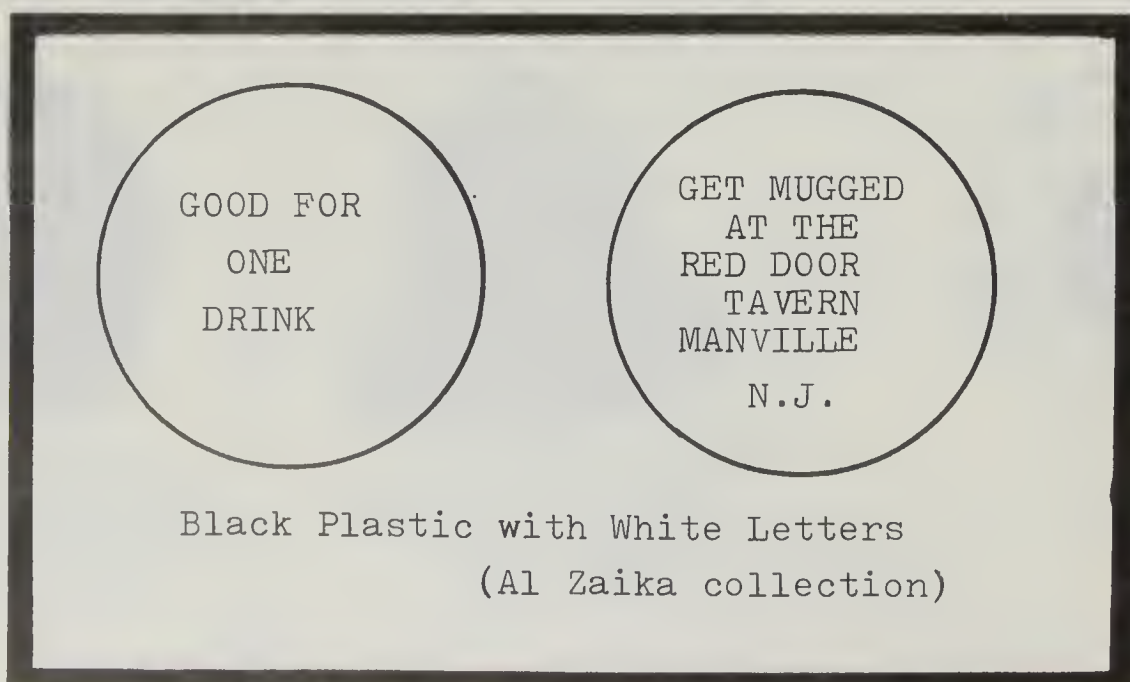 GOOD FOR
ONE
DRINK
GET MUGGED
AT THE
RED DOOR
TAVERN
MANVILLE
N.J.
Black Plastic with White Letters
(Al Zaika collection)